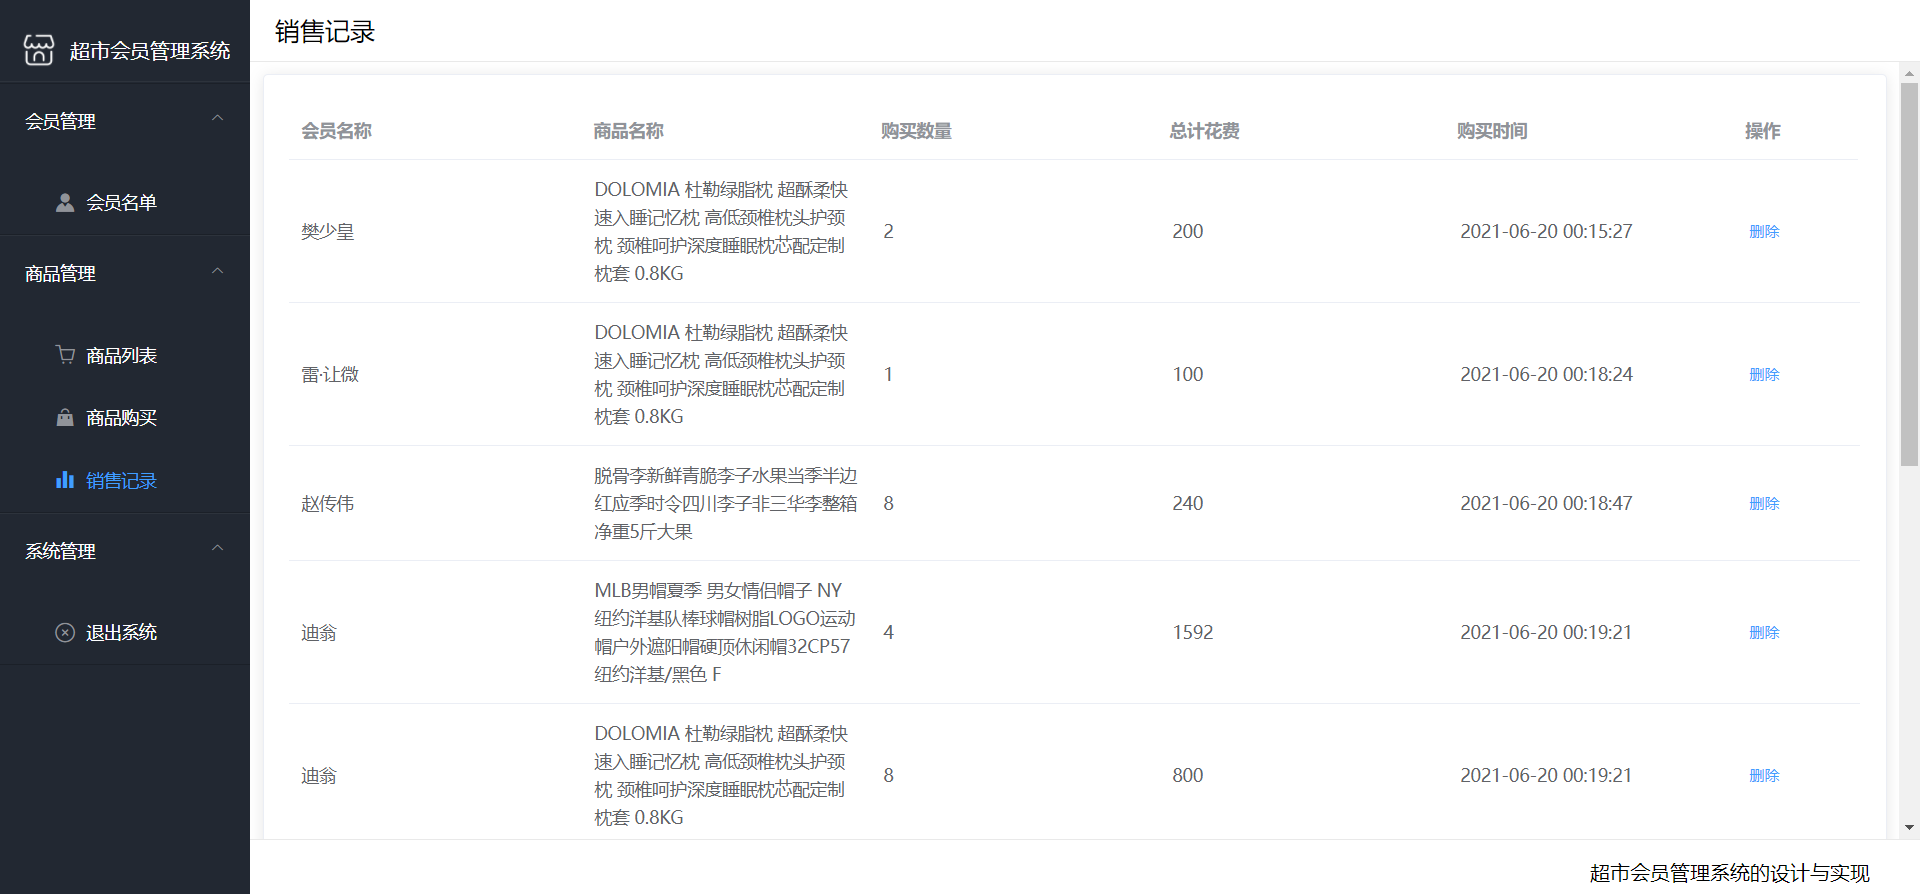 超市会员管理系统
会员管理
会员名单
商品管理
商品列表
商品购买
销售记录
系统管理
退出系统
销售记录
会员名称 商品名称 购买数量 总计花费 购买时间 操作
DOLOMIA 杜勒绿脂枕 超酥柔快
速入睡记忆枕 高低颈椎枕头护颈
樊少皇 2 200 2021-06-20 00:15:27 删除
枕 颈椎呵护深度睡眠枕芯配定制
枕套 0.8KG
DOLOMIA 杜勒绿脂枕 超酥柔快
速入睡记忆枕 高低颈椎枕头护颈
雷·让微 1 100 2021-06-20 00:18:24 删除
枕 颈椎呵护深度睡眠枕芯配定制
枕套 0.8KG
脱骨李新鲜青脆李子水果当季半边
赵传伟 红应季时令四川李子非三华李整箱 8 240 2021-06-20 00:18:47 删除
净重5斤大果
MLB男帽夏季 男女情侣帽子 NY
纽约洋基队棒球帽树脂LOGO运动
迪翁 4 1592 2021-06-20 00:19:21 删除
帽户外遮阳帽硬顶休闲帽32CP57
纽约洋基/黑色 F
DOLOMIA 杜勒绿脂枕 超酥柔快
速入睡记忆枕 高低颈椎枕头护颈
迪翁 8 800 2021-06-20 00:19:21 删除
枕 颈椎呵护深度睡眠枕芯配定制
枕套 0.8KG
超市会员管理系统的设计与实现